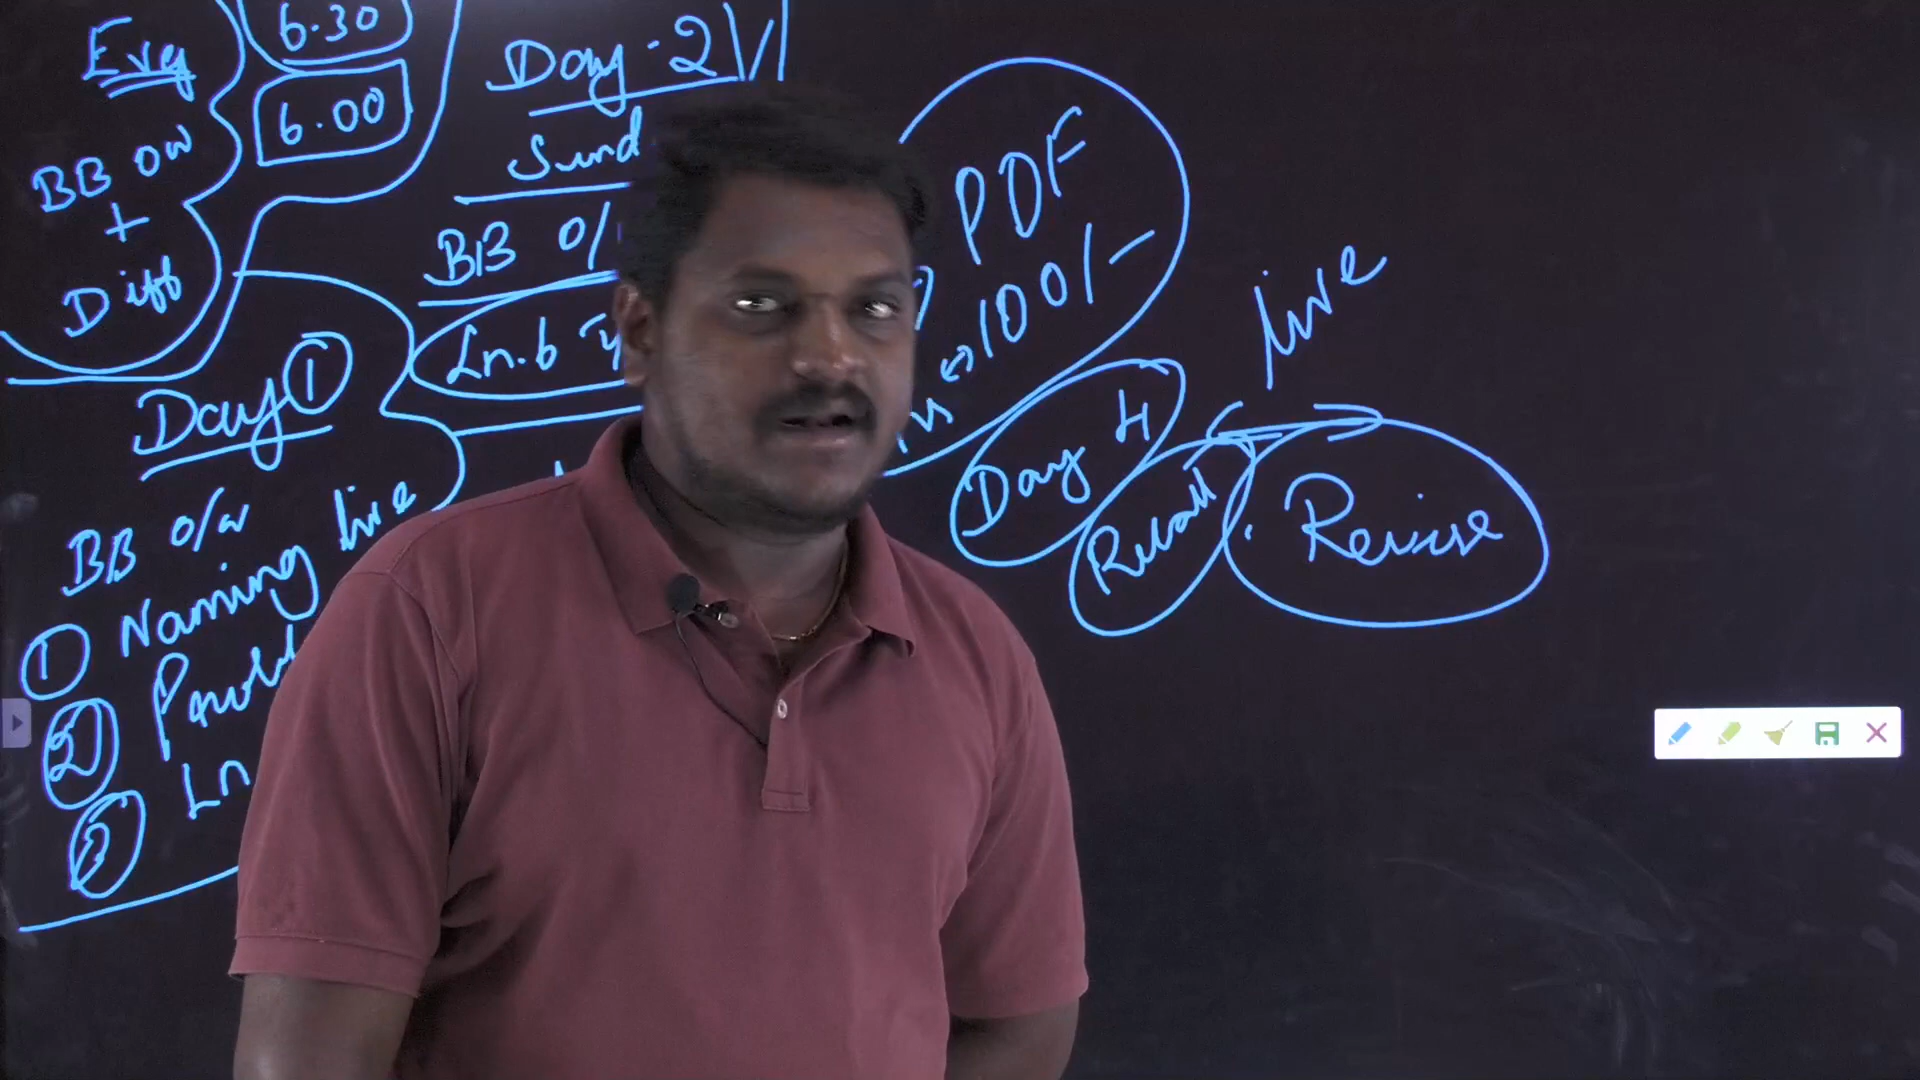 Evg
BB ow
+
Diff
6.30
6.00
Day 1
BB o/w
1 Naming live
2
3 Ln
Day - 2
Sund
BB o/
Ln. 6
PDF
100/-
Day 4
Revise
live